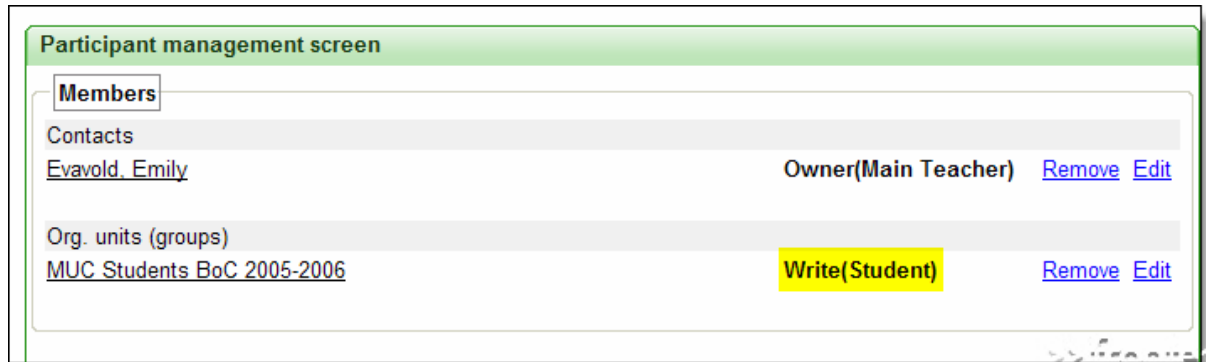 Participant management screen
Members
Contacts
Evavold, Emily Owner(Main Teacher) Remove Edit
Org. units (groups)
MUC Students BoC 2005-2006 Write(Student) Remove Edit